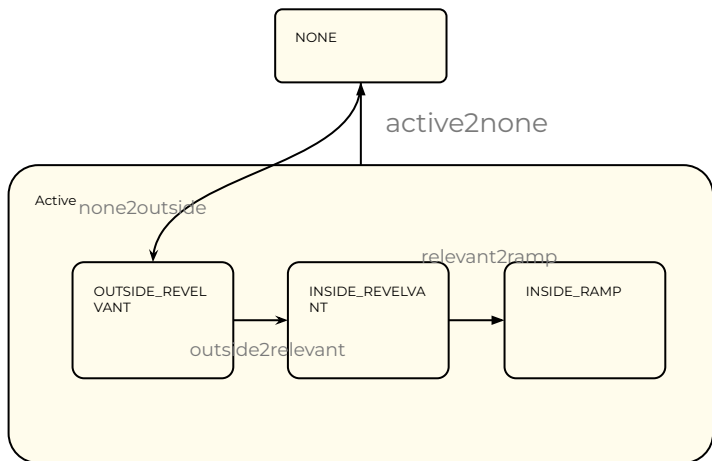 NONE
active2none
Active
none2outside
relevant2ramp
OUTSIDE_REVEL
VANT
INSIDE_REVELVA
NT
INSIDE_RAMP
outside2relevant